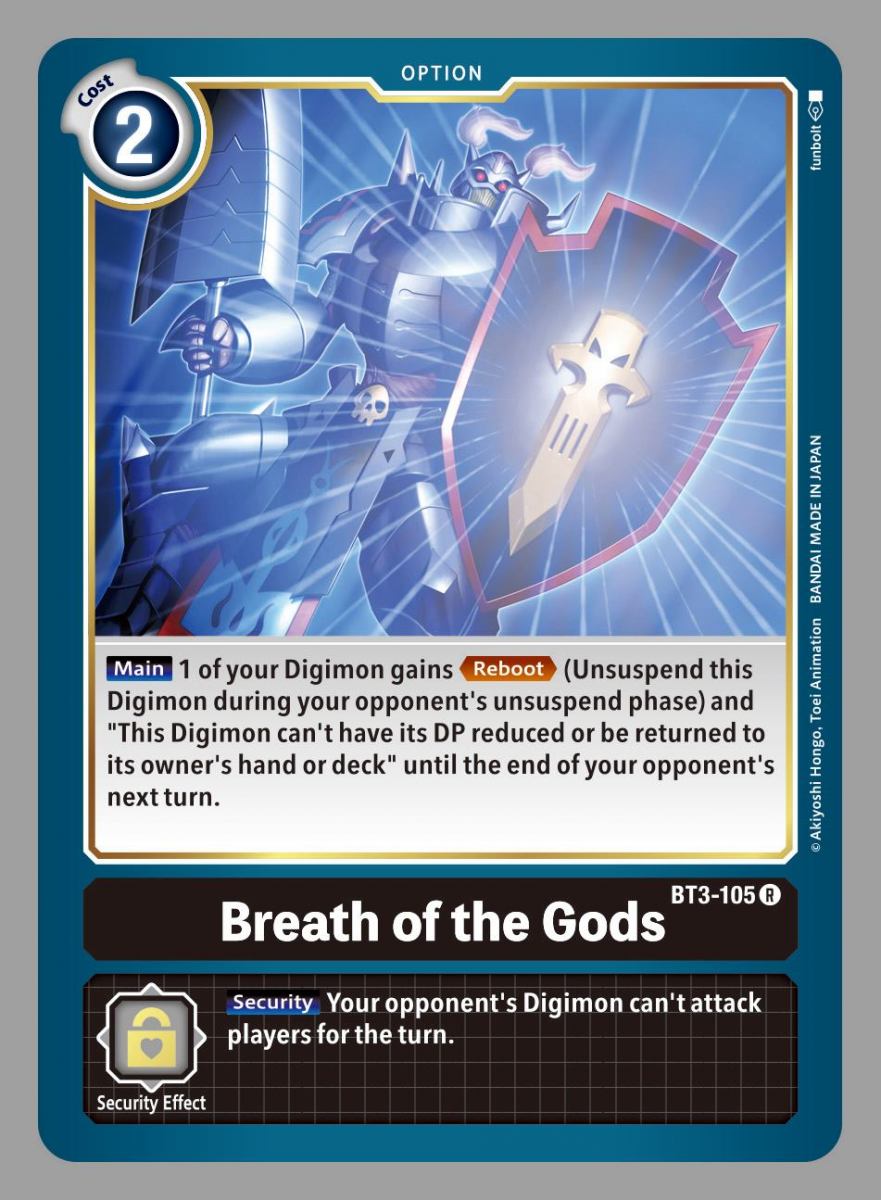 OPTION
Cost
2
funbolt
Main 1 of your Digimon gains Reboot (Unsuspend this
Digimon during your opponent's unsuspend phase) and
"This Digimon can't have its DP reduced or be returned to
its owner's hand or deck" until the end of your opponent's
next turn.
© Akiyoshi Hongo, Toei Animation BANDAI MADE IN JAPAN
BT3-105 R
Breath of the Gods
Security Your opponent's Digimon can't attack
players for the turn.
Security Effect